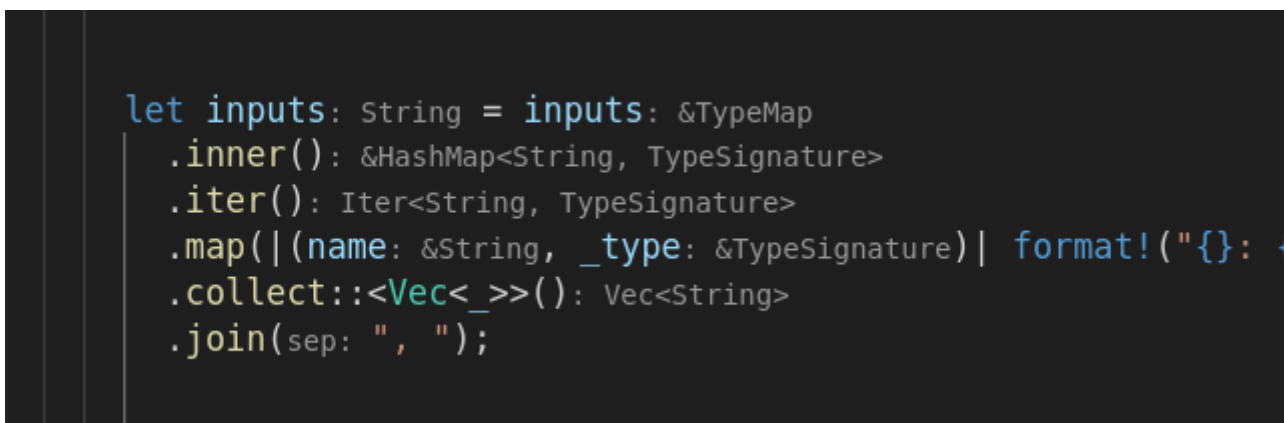 let inputs: String = inputs: &TypeMap
.inner(): &HashMap<String, TypeSignature>
.iter(): Iter<String, TypeSignature>
.map(|(name: &String, _type: &TypeSignature)| format!("{}: {
.collect::<Vec<_>>(): Vec<String>
.join(sep: ", ");